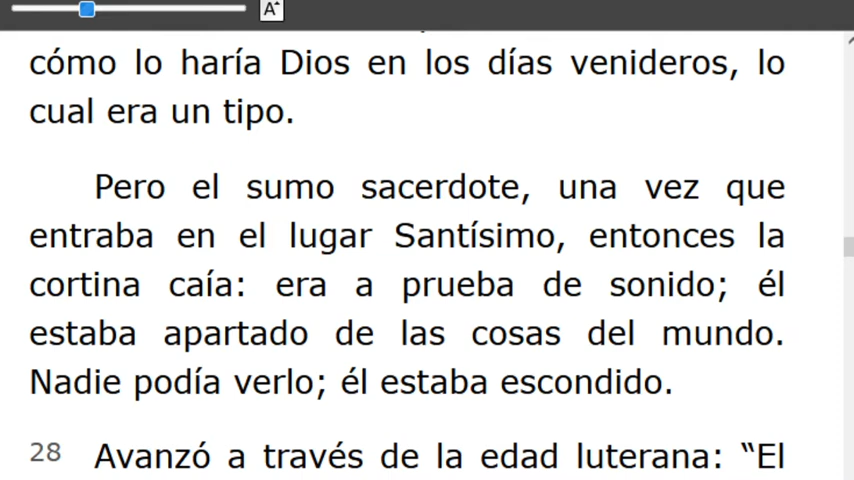 A
cómo lo haría Dios en los días venideros, lo
cual era un tipo.
Pero el sumo sacerdote, una vez que
entraba en el lugar Santísimo, entonces la
cortina caía: era a prueba de sonido; él
estaba apartado de las cosas del mundo.
Nadie podía verlo; él estaba escondido.
28 Avanzó a través de la edad luterana: “El